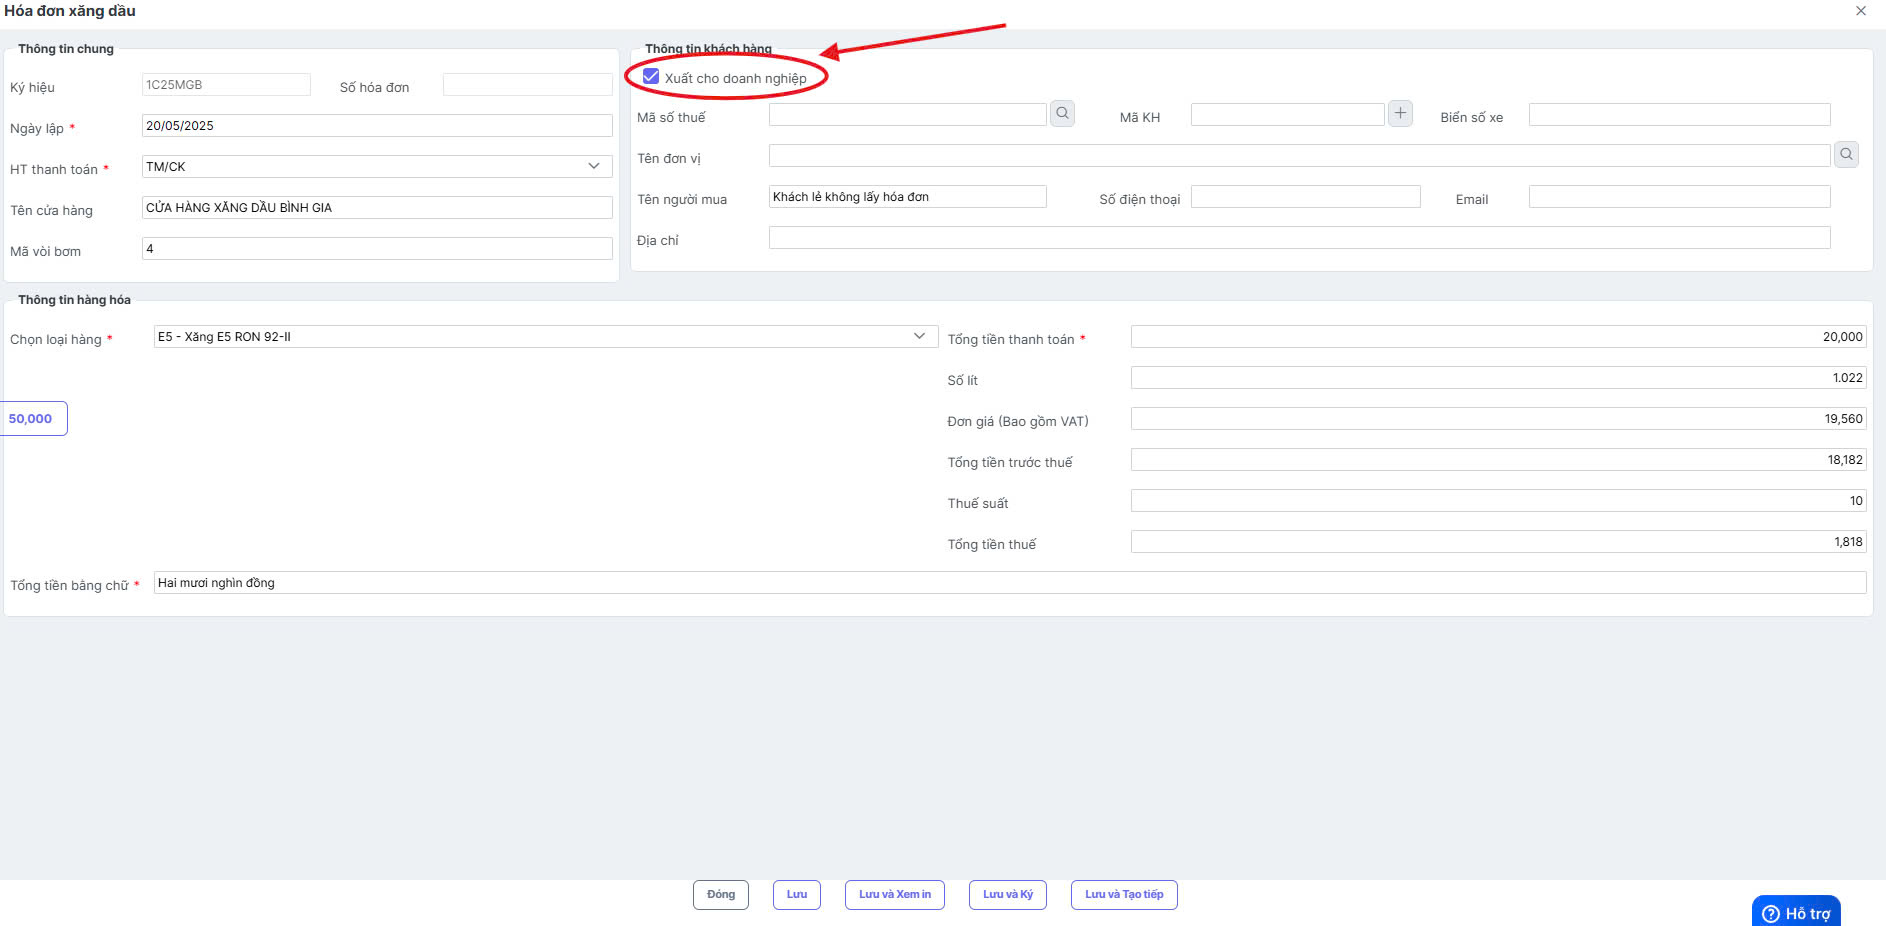 Hóa đơn xăng dầu
Thông tin chung
Ký hiệu 1C25MGB Số hóa đơn
Ngày lập * 20/05/2025
HT thanh toán * TM/CK
Tên cửa hàng CỬA HÀNG XĂNG DẦU BÌNH GIA
Mã vòi bơm 4
Thông tin khách hàng
Xuất cho doanh nghiệp
Mã số thuế Mã KH Biển số xe
Tên đơn vị
Tên người mua Khách lẻ không lấy hóa đơn Số điện thoại Email
Địa chỉ
Thông tin hàng hóa
Chọn loại hàng * E5 - Xăng E5 RON 92-II
50,000
Tổng tiền thanh toán * 20,000
Số lít 1.022
Đơn giá (Bao gồm VAT) 19,560
Tổng tiền trước thuế 18,182
Thuế suất 10
Tổng tiền thuế 1,818
Tổng tiền bằng chữ * Hai mươi nghìn đồng
Đóng Lưu Lưu và Xem in Lưu và Ký Lưu và Tạo tiếp
Hỗ trợ